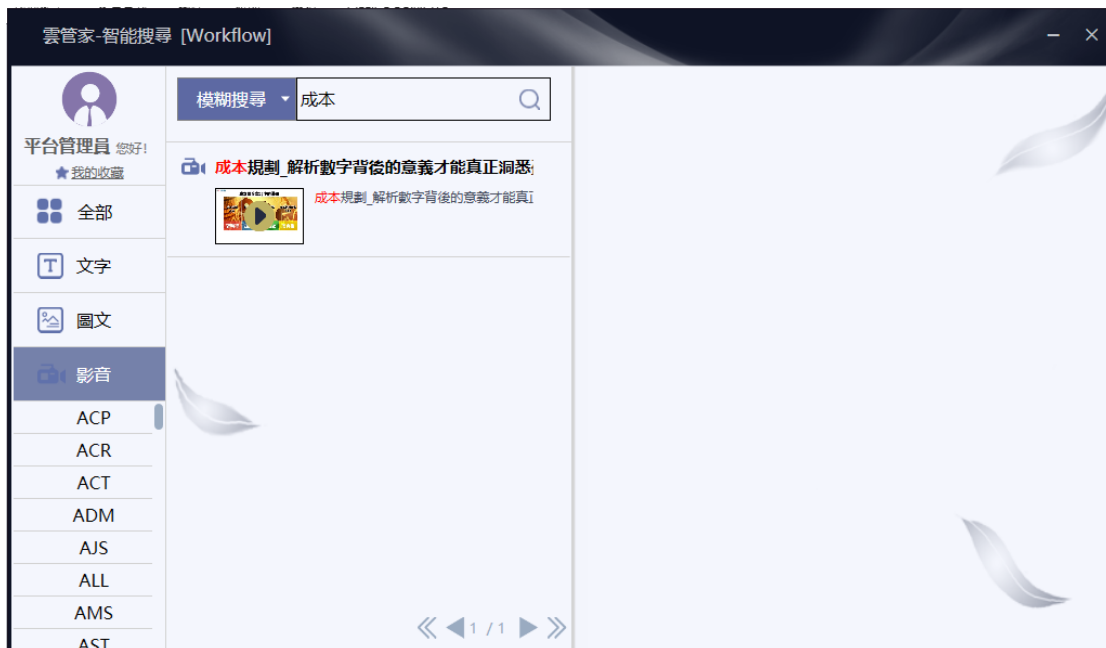 雲管家-智能搜尋 [Workflow]
平台管理員 您好!
★我的收藏
全部
文字
圖文
影音
ACP
ACR
ACT
ADM
AJS
ALL
AMS
AST
模糊搜尋
成本
成本規劃_解析數字背後的意義才能真正洞悉
成本規劃_解析數字背後的意義才能真
1 / 1